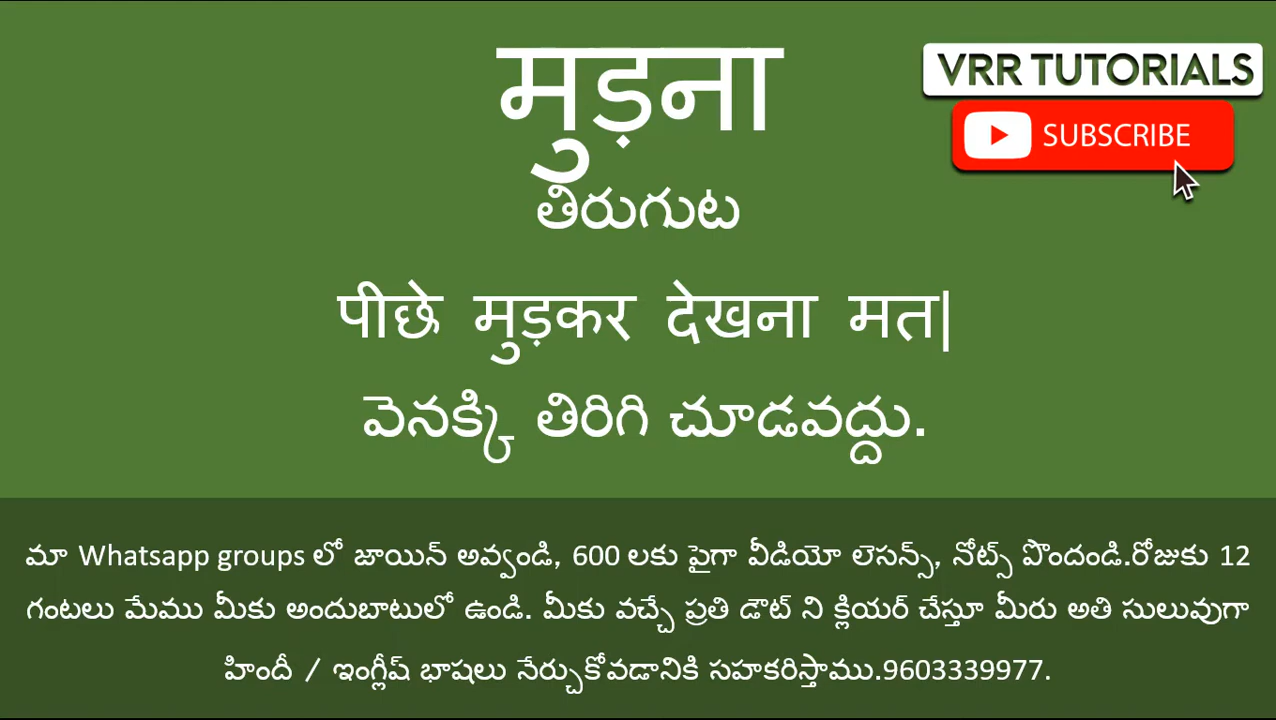 मुड़ना
VRR TUTORIALS
SUBSCRIBE
తిరుగుట
पीछे मुड़कर देखना मत|
వెనక్కి తిరిగి చూడవద్దు.
మా Whatsapp groups లో జాయిన్ అవ్వండి, 600 లకు పైగా వీడియో లెసన్స్, నోట్స్ పొందండి.రోజుకు 12
గంటలు మేము మీకు అందుబాటులో ఉండి. మీకు వచ్చే ప్రతి డౌట్ ని క్లియర్ చేస్తూ మీరు అతి సులువుగా
హిందీ / ఇంగ్లీష్ భాషలు నేర్చుకోవడానికి సహకరిస్తాము.9603339977.